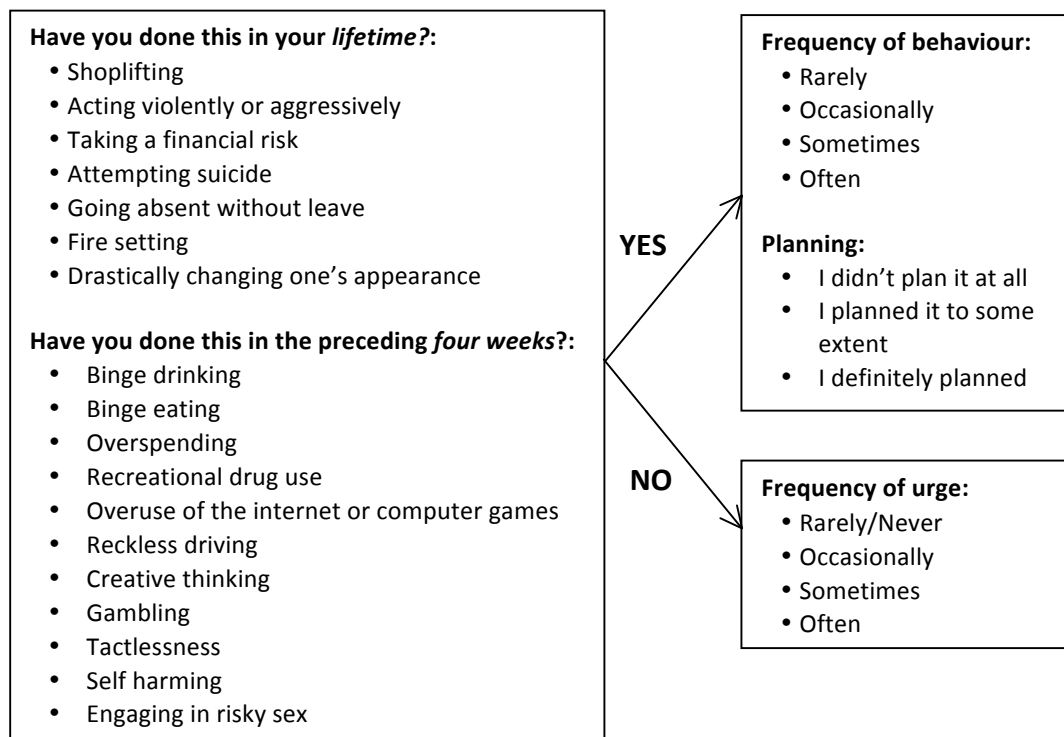 Have you done this in your lifetime?:
• Shoplifting
• Acting violently or aggressively
• Taking a financial risk
• Attempting suicide
• Going absent without leave
• Fire setting
• Drastically changing one’s appearance
Have you done this in the preceding four weeks?:
• Binge drinking
• Binge eating
• Overspending
• Recreational drug use
• Overuse of the internet or computer games
• Reckless driving
• Creative thinking
• Gambling
• Tactlessness
• Self harming
• Engaging in risky sex
YES
NO
Frequency of behaviour:
• Rarely
• Occasionally
• Sometimes
• Often
Planning:
• I didn’t plan it at all
• I planned it to some
extent
• I definitely planned
Frequency of urge:
• Rarely/Never
• Occasionally
• Sometimes
• Often